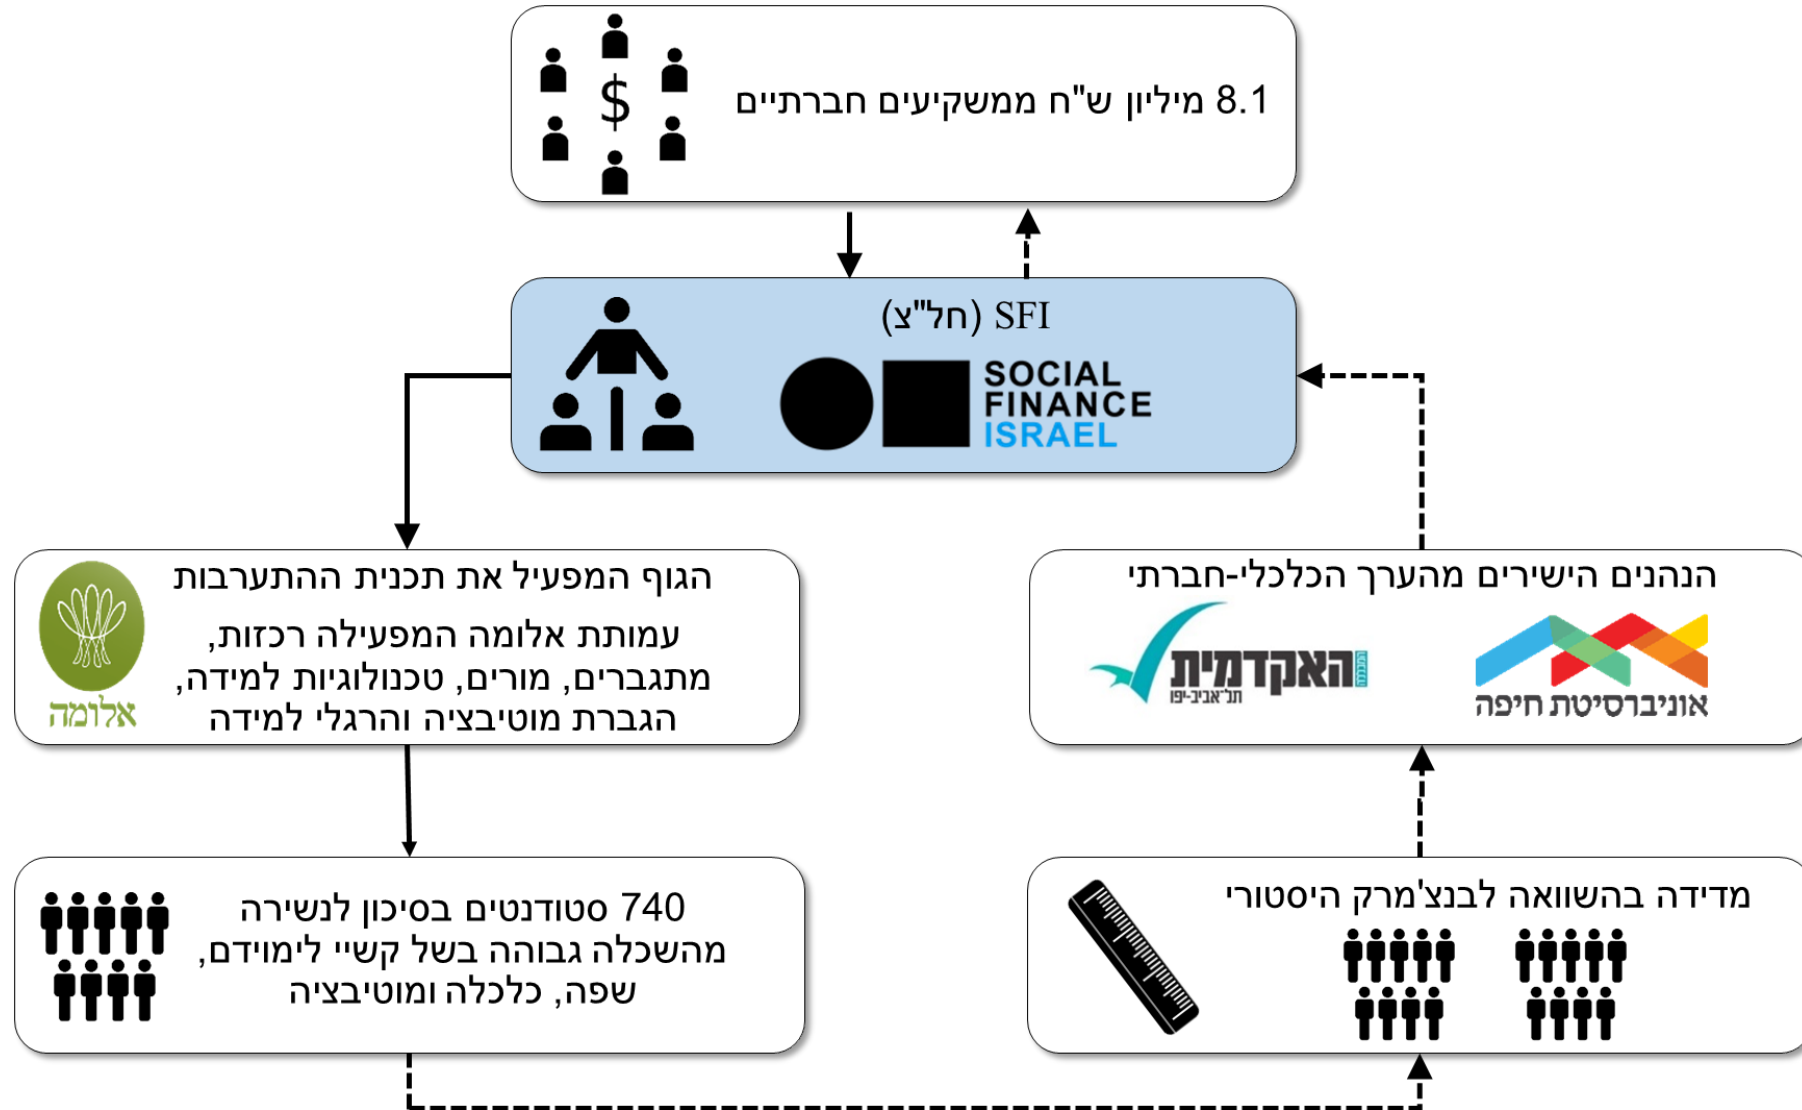 8.1 מיליון ש"ח ממשקיעים חברתיים
$
SFI (חל"צ)
SOCIAL
FINANCE
ISRAEL
הגוף המפעיל את תכנית ההתערבות
עמותת אלומה המפעילה רכזות,
מתגברים, מורים, טכנולוגיות למידה,
הגברת מוטיבציה והרגלי למידה
אלומה
הנהנים הישירים מהערך הכלכלי-חברתי
האקדמית
תל־אביב-יפו
אוניברסיטת חיפה
740 סטודנטים בסיכון לנשירה
מהשכלה גבוהה בשל קשיי לימוידם,
שפה, כלכלה ומוטיבציה
מדידה בהשוואה לבנצ'מרק היסטורי